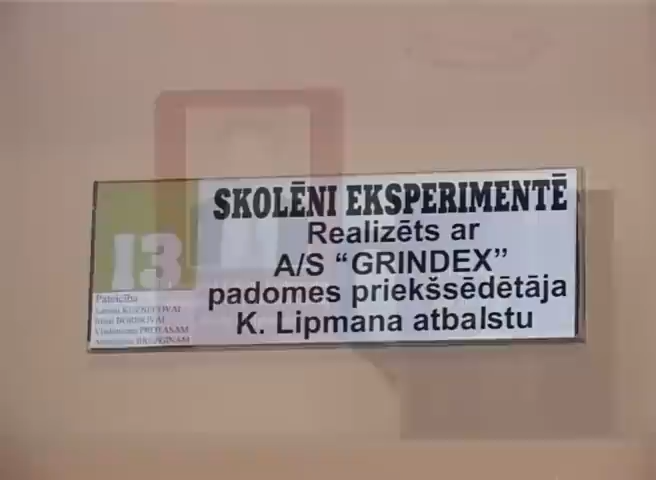 13
Pateicība
SKOLĒNI EKSPERIMENTĒ
Realizēts ar
A/S “GRINDEX”
padomes priekšsēdētāja
K. Lipmana atbalstu